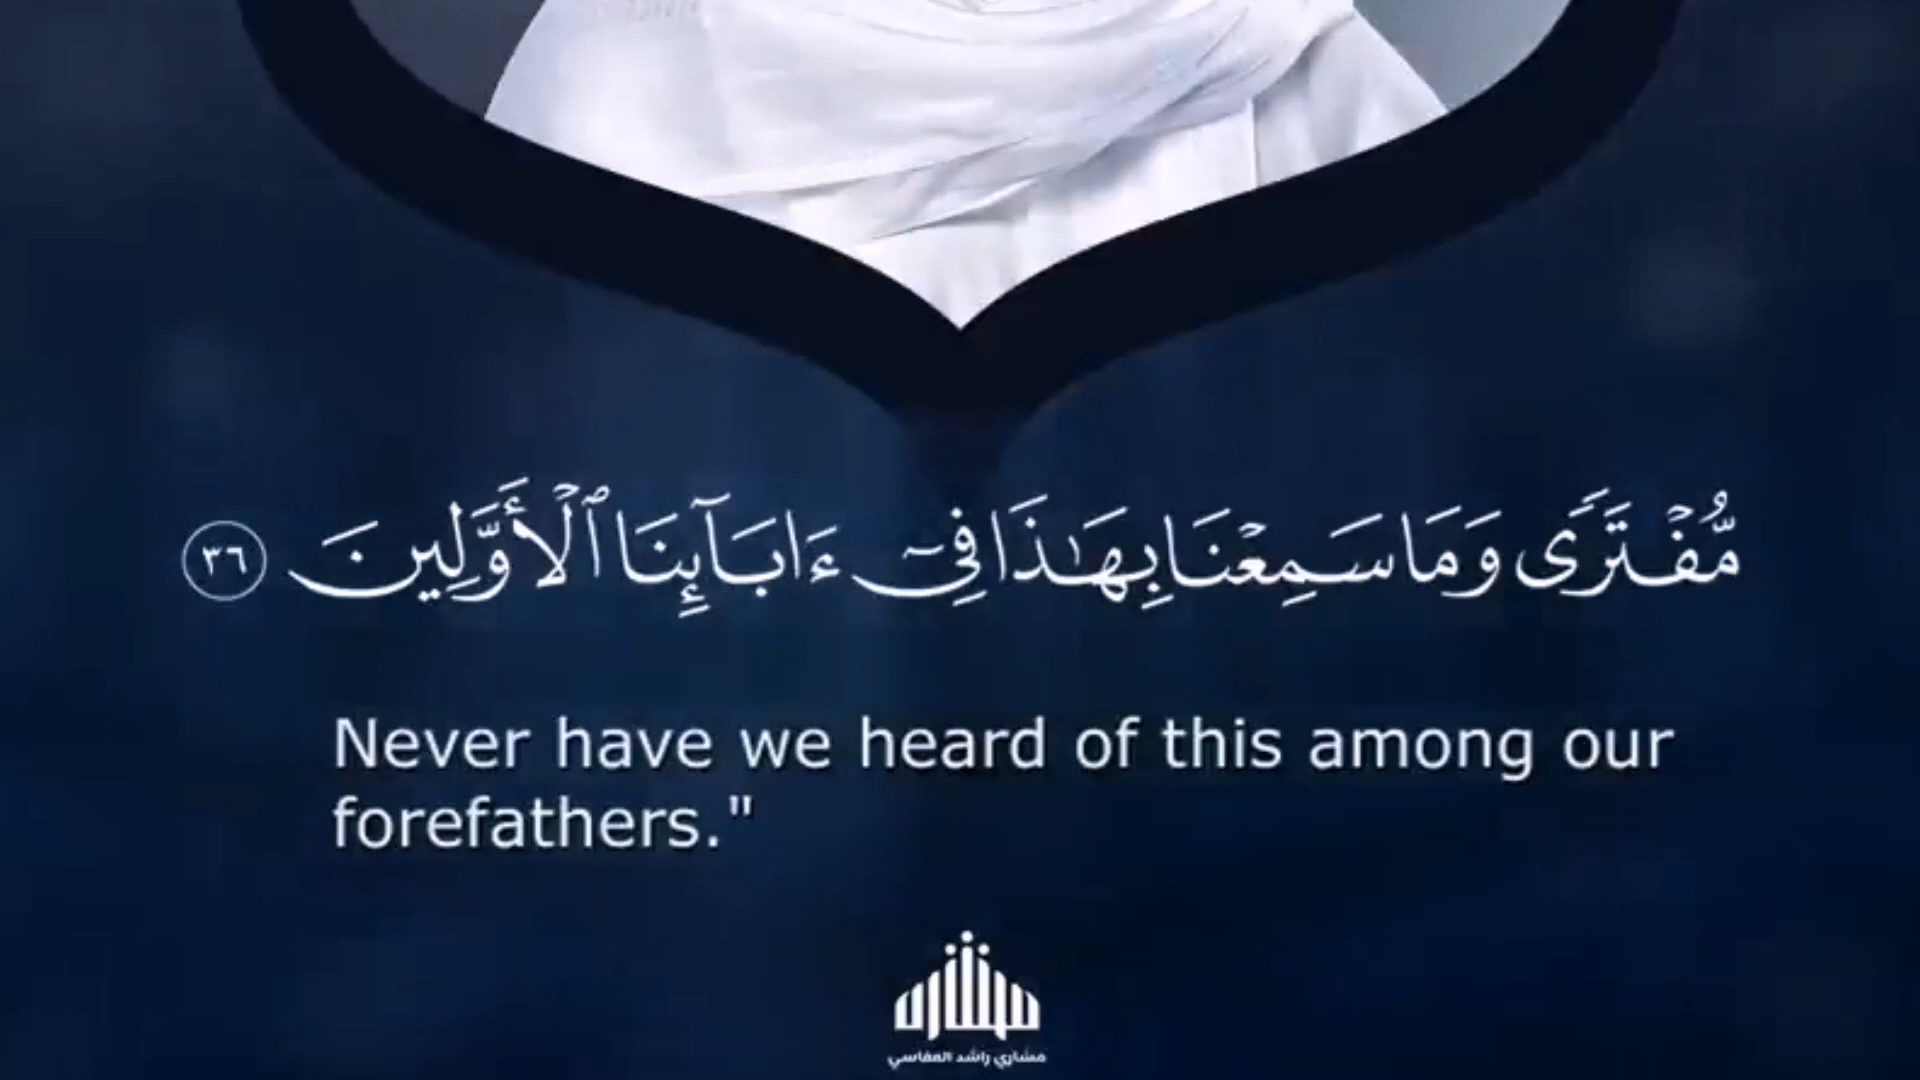 مُّفۡتَرٗى وَمَا سَمِعۡنَا بِهَٰذَا فِيٓ ءَابَآئِنَا ٱلۡأَوَّلِينَ ٣٦
Never have we heard of this among our
forefathers."
مشاري راشد العفاسي